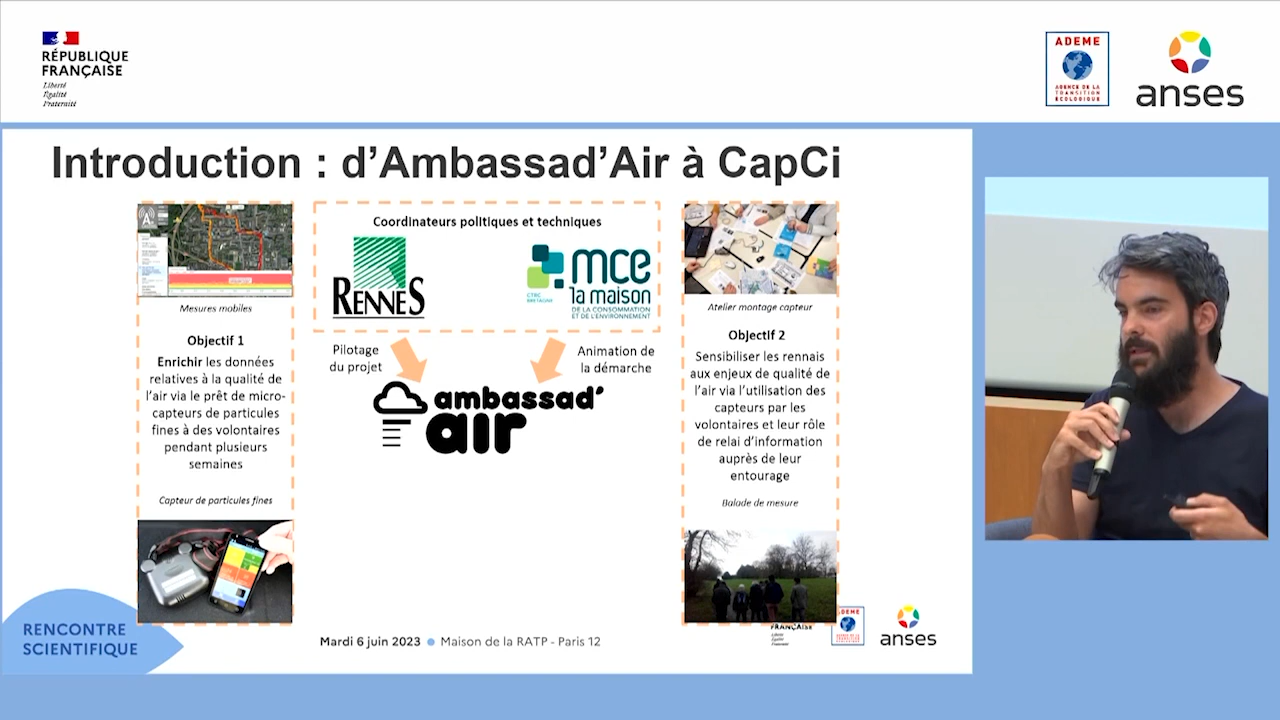 RÉPUBLIQUE
FRANÇAISE
Liberté
Égalité
Fraternité
ADEME
AGENCE DE LA
TRANSITION
ÉCOLOGIQUE
anses
Introduction : d’Ambassad’Air à CapCi
Mesures mobiles
Objectif 1
Enrichir les données
relatives à la qualité de
l’air via le prêt de micro-
capteurs de particules
fines à des volontaires
pendant plusieurs
semaines
Capteur de particules fines
Coordinateurs politiques et techniques
RENNES
mce
la maison
DE LA CONSOMMATION
ET DE L’ENVIRONNEMENT
CTRC
BRETAGNE
Pilotage
du projet
Animation de
la démarche
ambassad’
air
Atelier montage capteur
Objectif 2
Sensibiliser les rennais
aux enjeux de qualité de
l’air via l’utilisation des
capteurs par les
volontaires et leur rôle
de relai d’information
auprès de leur
entourage
Balade de mesure
RENCONTRE
SCIENTIFIQUE
Mardi 6 juin 2023 • Maison de la RATP - Paris 12
FRANÇAISE
ADEME
anses